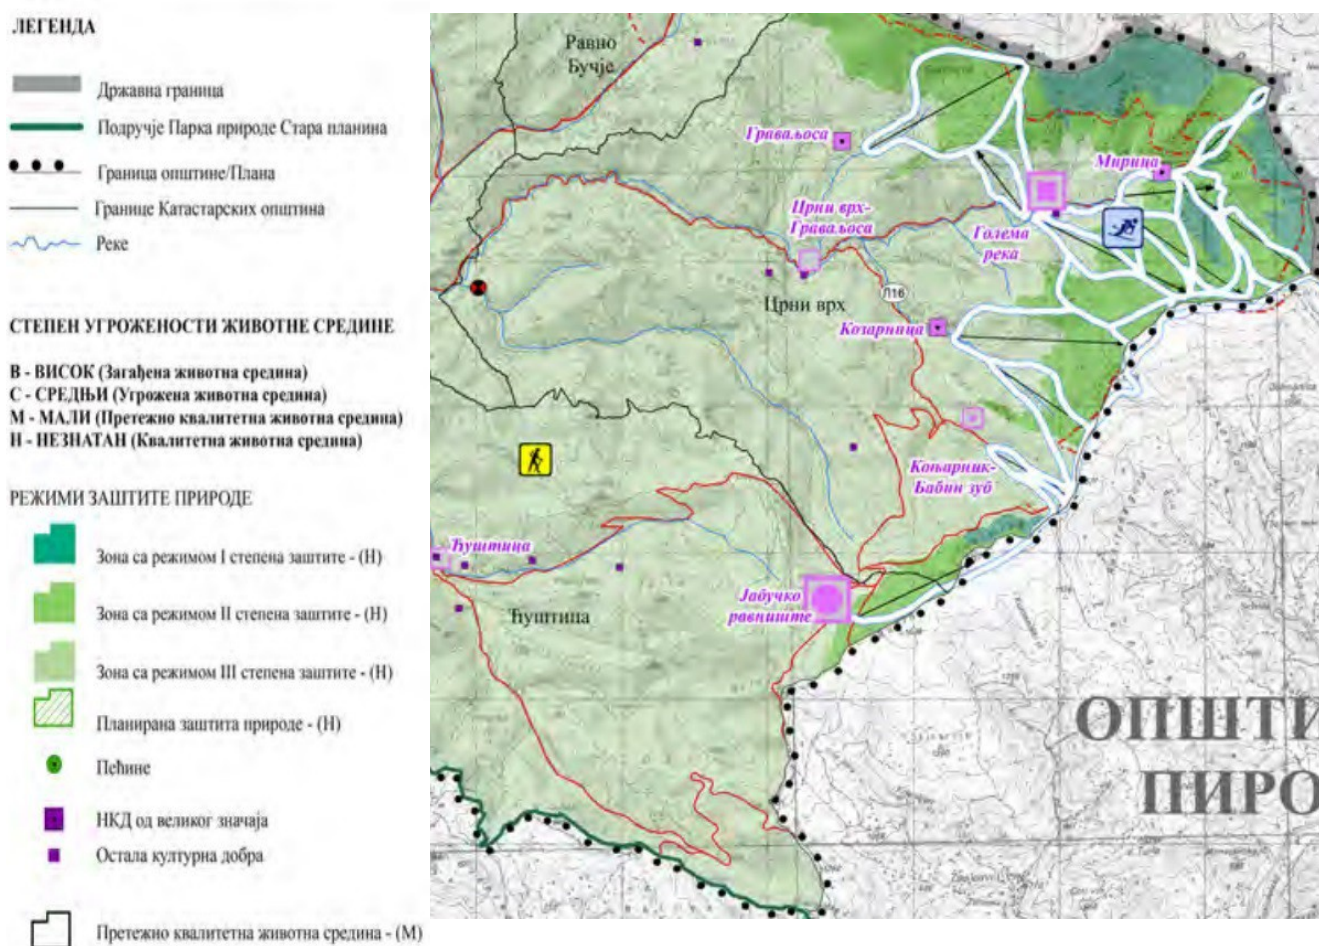 ЛЕГЕНДА
Државна граница
Подручје Парка природе Стара планина
Граница општине/Плана
Границе Катастарских општина
Реке
СТЕПЕН УГРОЖЕНОСТИ ЖИВОТНЕ СРЕДИНЕ
В - ВИСОК (Загађена животна средина)
С - СРЕДЊИ (Угрожена животна средина)
М - МАЛИ (Претежно квалитетна животна средина)
Н - НЕЗНАТАН (Квалитетна животна средина)
РЕЖИМИ ЗАШТИТЕ ПРИРОДЕ
Зона са режимом I степена заштите - (Н)
Зона са режимом II степена заштите - (Н)
Зона са режимом III степена заштите - (Н)
Планирана заштита природе - (Н)
Пећине
НКД од великог значаја
Остала културна добра
Претежно квалитетна животна средина - (М)
Равно
Бучје
Граваљоса
Мирица
Црни врх-
Граваљоса
Голема
река
Л16
Црни врх
Козарница
Коњарник-
Бабин зуб
Ћуштица
Јабучко
равниште
Ћуштица
ОПШТИ
ПИРО